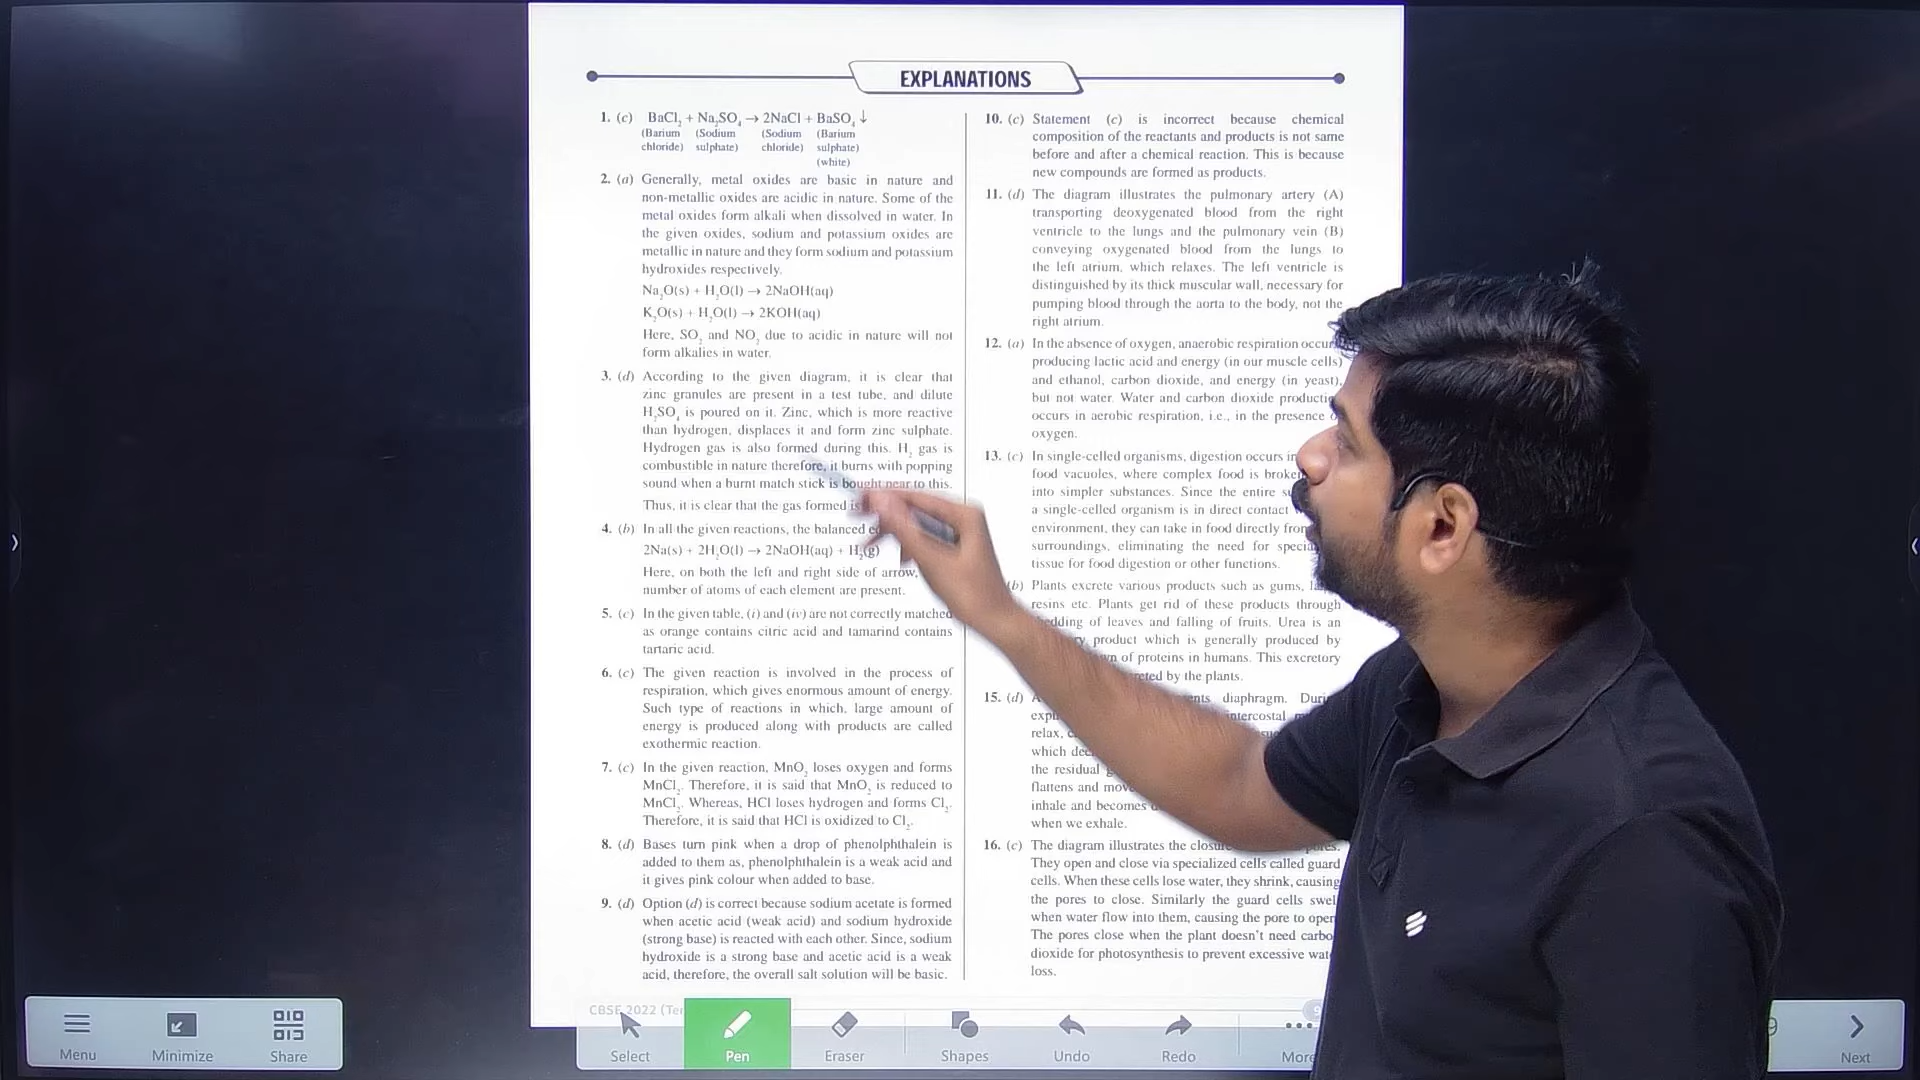 EXPLANATIONS
1. (c) BaCl₂ + Na₂SO₄ → 2NaCl + BaSO₄ ↓
(Barium (Sodium (Sodium (Barium
chloride) sulphate) chloride) sulphate)
(white)
2. (a) Generally, metal oxides are basic in nature and
non-metallic oxides are acidic in nature. Some of the
metal oxides form alkali when dissolved in water. In
the given oxides, sodium and potassium oxides are
metallic in nature and they form sodium and potassium
hydroxides respectively.
Na₂O(s) + H₂O(l) → 2NaOH(aq)
K₂O(s) + H₂O(l) → 2KOH(aq)
Here, SO₂ and NO₂ due to acidic in nature will not
form alkalies in water.
3. (d) According to the given diagram, it is clear that
zinc granules are present in a test tube, and dilute
H₂SO₄ is poured on it. Zinc, which is more reactive
than hydrogen, displaces it and form zinc sulphate.
Hydrogen gas is also formed during this. H₂ gas is
combustible in nature therefore, it burns with popping
sound when a burnt match stick is bought near to this.
Thus, it is clear that the gas formed is
4. (b) In all the given reactions, the balanced
2Na(s) + 2H₂O(l) → 2NaOH(aq) + H₂(g)
Here, on both the left and right side of arrow,
number of atoms of each element are present.
5. (c) In the given table, (i) and (iv) are not correctly matched
as orange contains citric acid and tamarind contains
tartaric acid.
6. (c) The given reaction is involved in the process of
respiration, which gives enormous amount of energy.
Such type of reactions in which, large amount of
energy is produced along with products are called
exothermic reaction.
7. (c) In the given reaction, MnO₂ loses oxygen and forms
MnCl₂. Therefore, it is said that MnO₂ is reduced to
MnCl₂. Whereas, HCl loses hydrogen and forms Cl₂.
Therefore, it is said that HCl is oxidized to Cl₂.
8. (d) Bases turn pink when a drop of phenolphthalein is
added to them as, phenolphthalein is a weak acid and
it gives pink colour when added to base.
9. (d) Option (d) is correct because sodium acetate is formed
when acetic acid (weak acid) and sodium hydroxide
(strong base) is reacted with each other. Since, sodium
hydroxide is a strong base and acetic acid is a weak
acid, therefore, the overall salt solution will be basic.
10. (c) Statement (c) is incorrect because chemical
composition of the reactants and products is not same
before and after a chemical reaction. This is because
new compounds are formed as products.
11. (d) The diagram illustrates the pulmonary artery (A)
transporting deoxygenated blood from the right
ventricle to the lungs and the pulmonary vein (B)
conveying oxygenated blood from the lungs to
the left atrium, which relaxes. The left ventricle is
distinguished by its thick muscular wall, necessary for
pumping blood through the aorta to the body, not the
right atrium.
12. (a) In the absence of oxygen, anaerobic respiration occur
producing lactic acid and energy (in our muscle cells)
and ethanol, carbon dioxide, and energy (in yeast),
but not water. Water and carbon dioxide
occurs in aerobic respiration, i.e., in the presence
oxygen.
13. (c) In single-celled organisms, digestion occurs in
food vacuoles, where complex food is broken
into simpler substances. Since the entire
a single-celled organism is in direct contact
environment, they can take in food directly from
surroundings, eliminating the need for
tissue for food digestion or other functions.
(b) Plants excrete various products such as gums,
resins etc. Plants get rid of these products through
of leaves and falling of fruits. Urea is an
product which is generally produced by
of proteins in humans. This excretory
by the plants.
15. (d) diaphragm.
intercostal
relax,
which
the residual
flattens and
inhale and becomes
when we exhale.
16. (c) The diagram illustrates the
They open and close via specialized cells called guard
cells. When these cells lose water, they shrink, causing
the pores to close. Similarly the guard cells
when water flow into them, causing the pore to open
The pores close when the plant doesn't need
dioxide for photosynthesis to prevent excessive
loss.
CBSE 2022
Menu Minimize Share Select Pen Eraser Shapes Undo Redo More Next